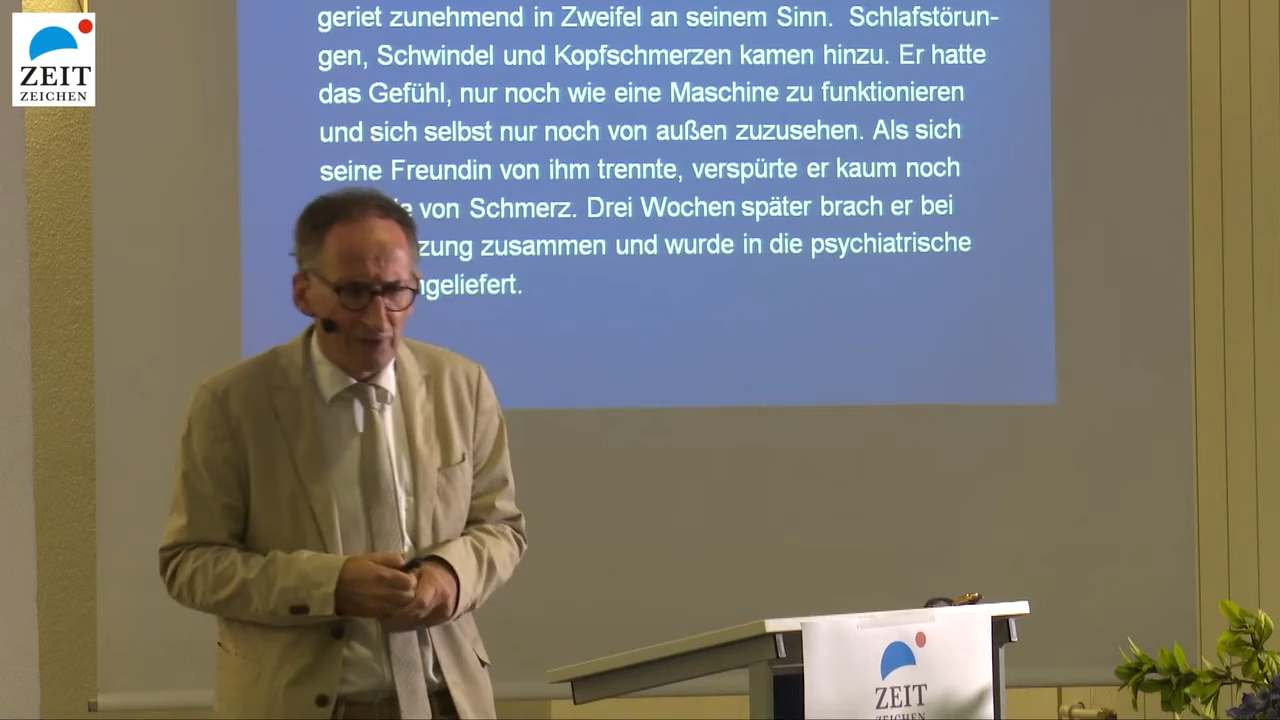 ZEIT
ZEICHEN
geriet zunehmend in Zweifel an seinem Sinn. Schlafstörun-
gen, Schwindel und Kopfschmerzen kamen hinzu. Er hatte
das Gefühl, nur noch wie eine Maschine zu funktionieren
und sich selbst nur noch von außen zuzusehen. Als sich
seine Freundin von ihm trennte, verspürte er kaum noch
von Schmerz. Drei Wochen später brach er bei
zusammen und wurde in die psychiatrische
ZEIT
ZEICHEN